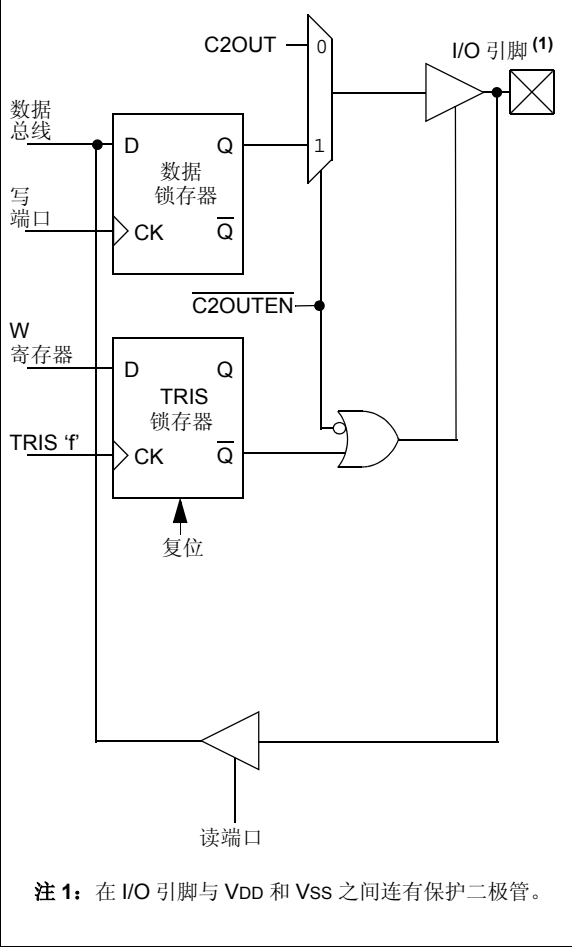 C2OUT
0
I/O 引脚 (1)
数据
总线
D
Q
1
数据
锁存器
写
端口
CK
Q̅
C̅2̅O̅U̅T̅E̅N̅
W
寄存器
D
Q
TRIS
锁存器
TRIS ‘f’
CK
Q̅
复位
读端口
注 1：在 I/O 引脚与 VDD 和 VSS 之间连有保护二极管。